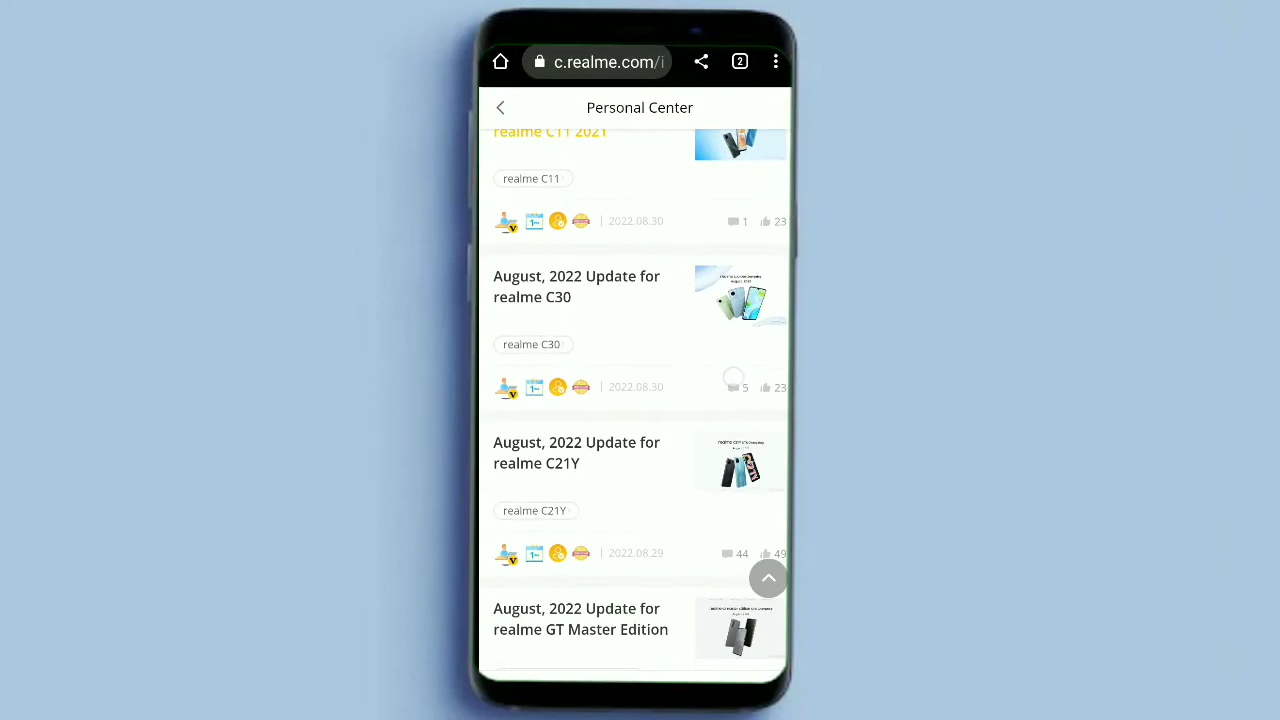 c.realme.com/i
2
Personal Center
realme C11 2021
realme C11
2022.08.30
1
23
August, 2022 Update for
realme C30
realme C30
2022.08.30
5
23
August, 2022 Update for
realme C21Y
realme C21Y
2022.08.29
44
49
August, 2022 Update for
realme GT Master Edition